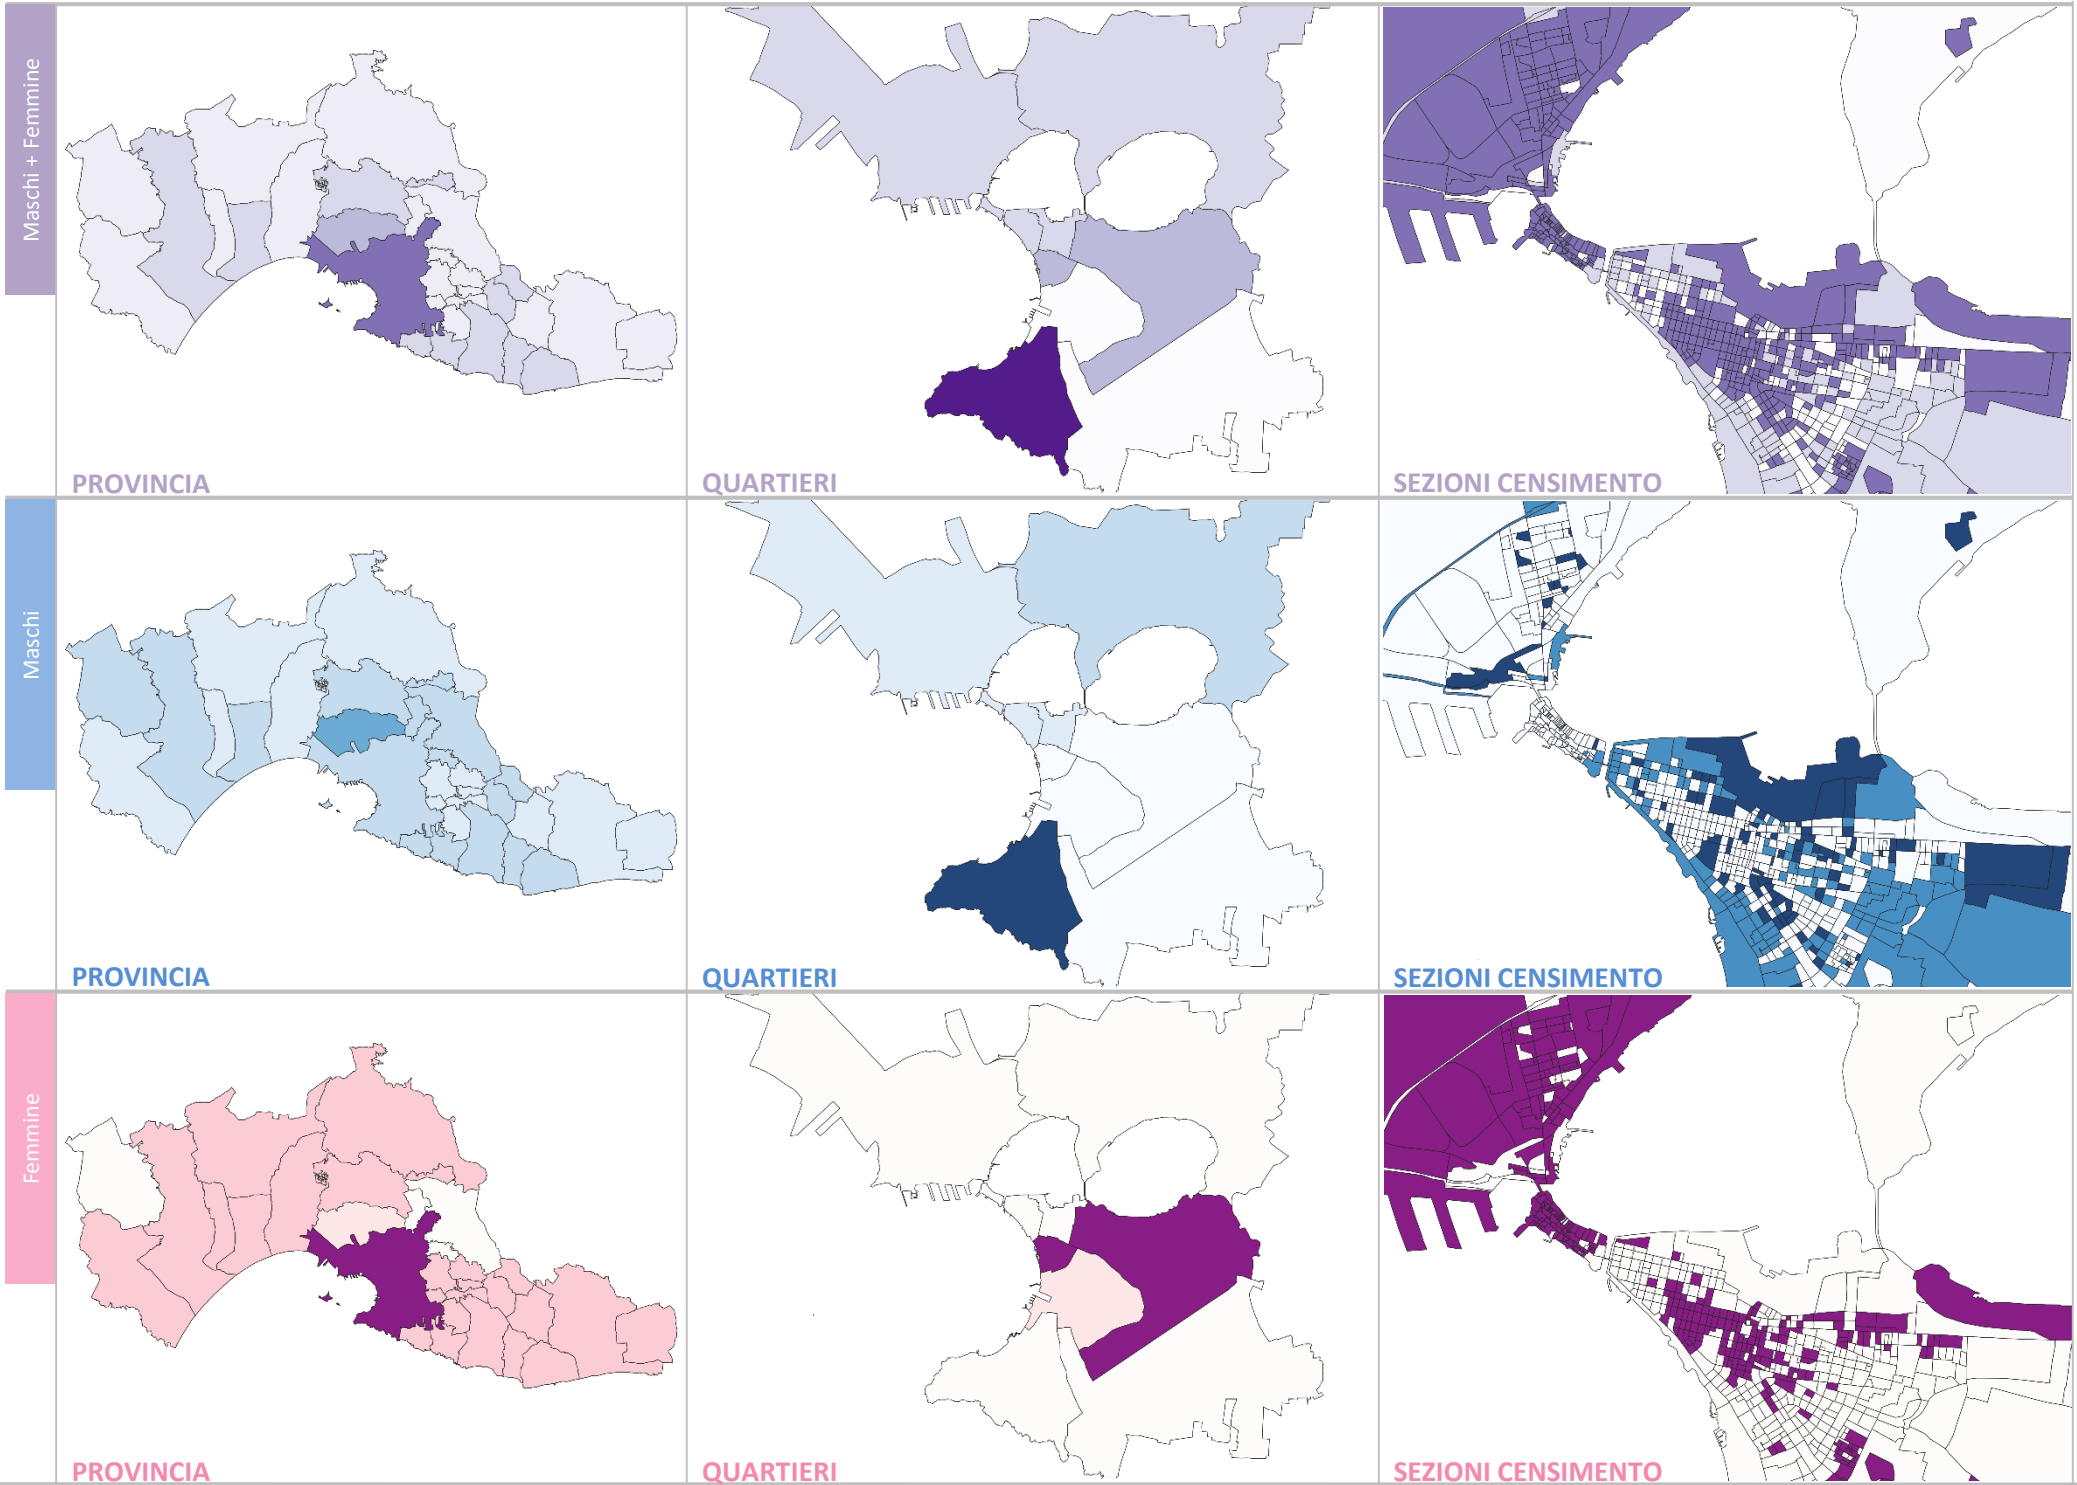 Maschi + Femmine
PROVINCIA
QUARTIERI
SEZIONI CENSIMENTO
Maschi
PROVINCIA
QUARTIERI
SEZIONI CENSIMENTO
Femmine
PROVINCIA
QUARTIERI
SEZIONI CENSIMENTO